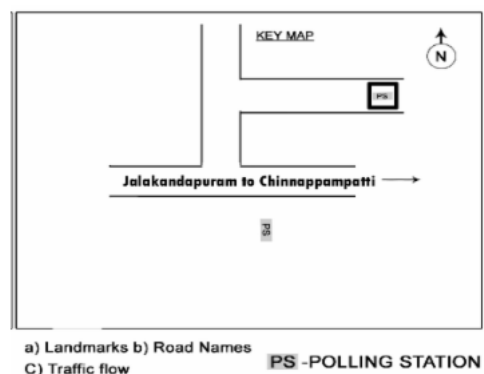 KEY MAP
N
PS
Jalakandapuram to Chinnappampatti
PS
a) Landmarks b) Road Names
C) Traffic flow
PS -POLLING STATION